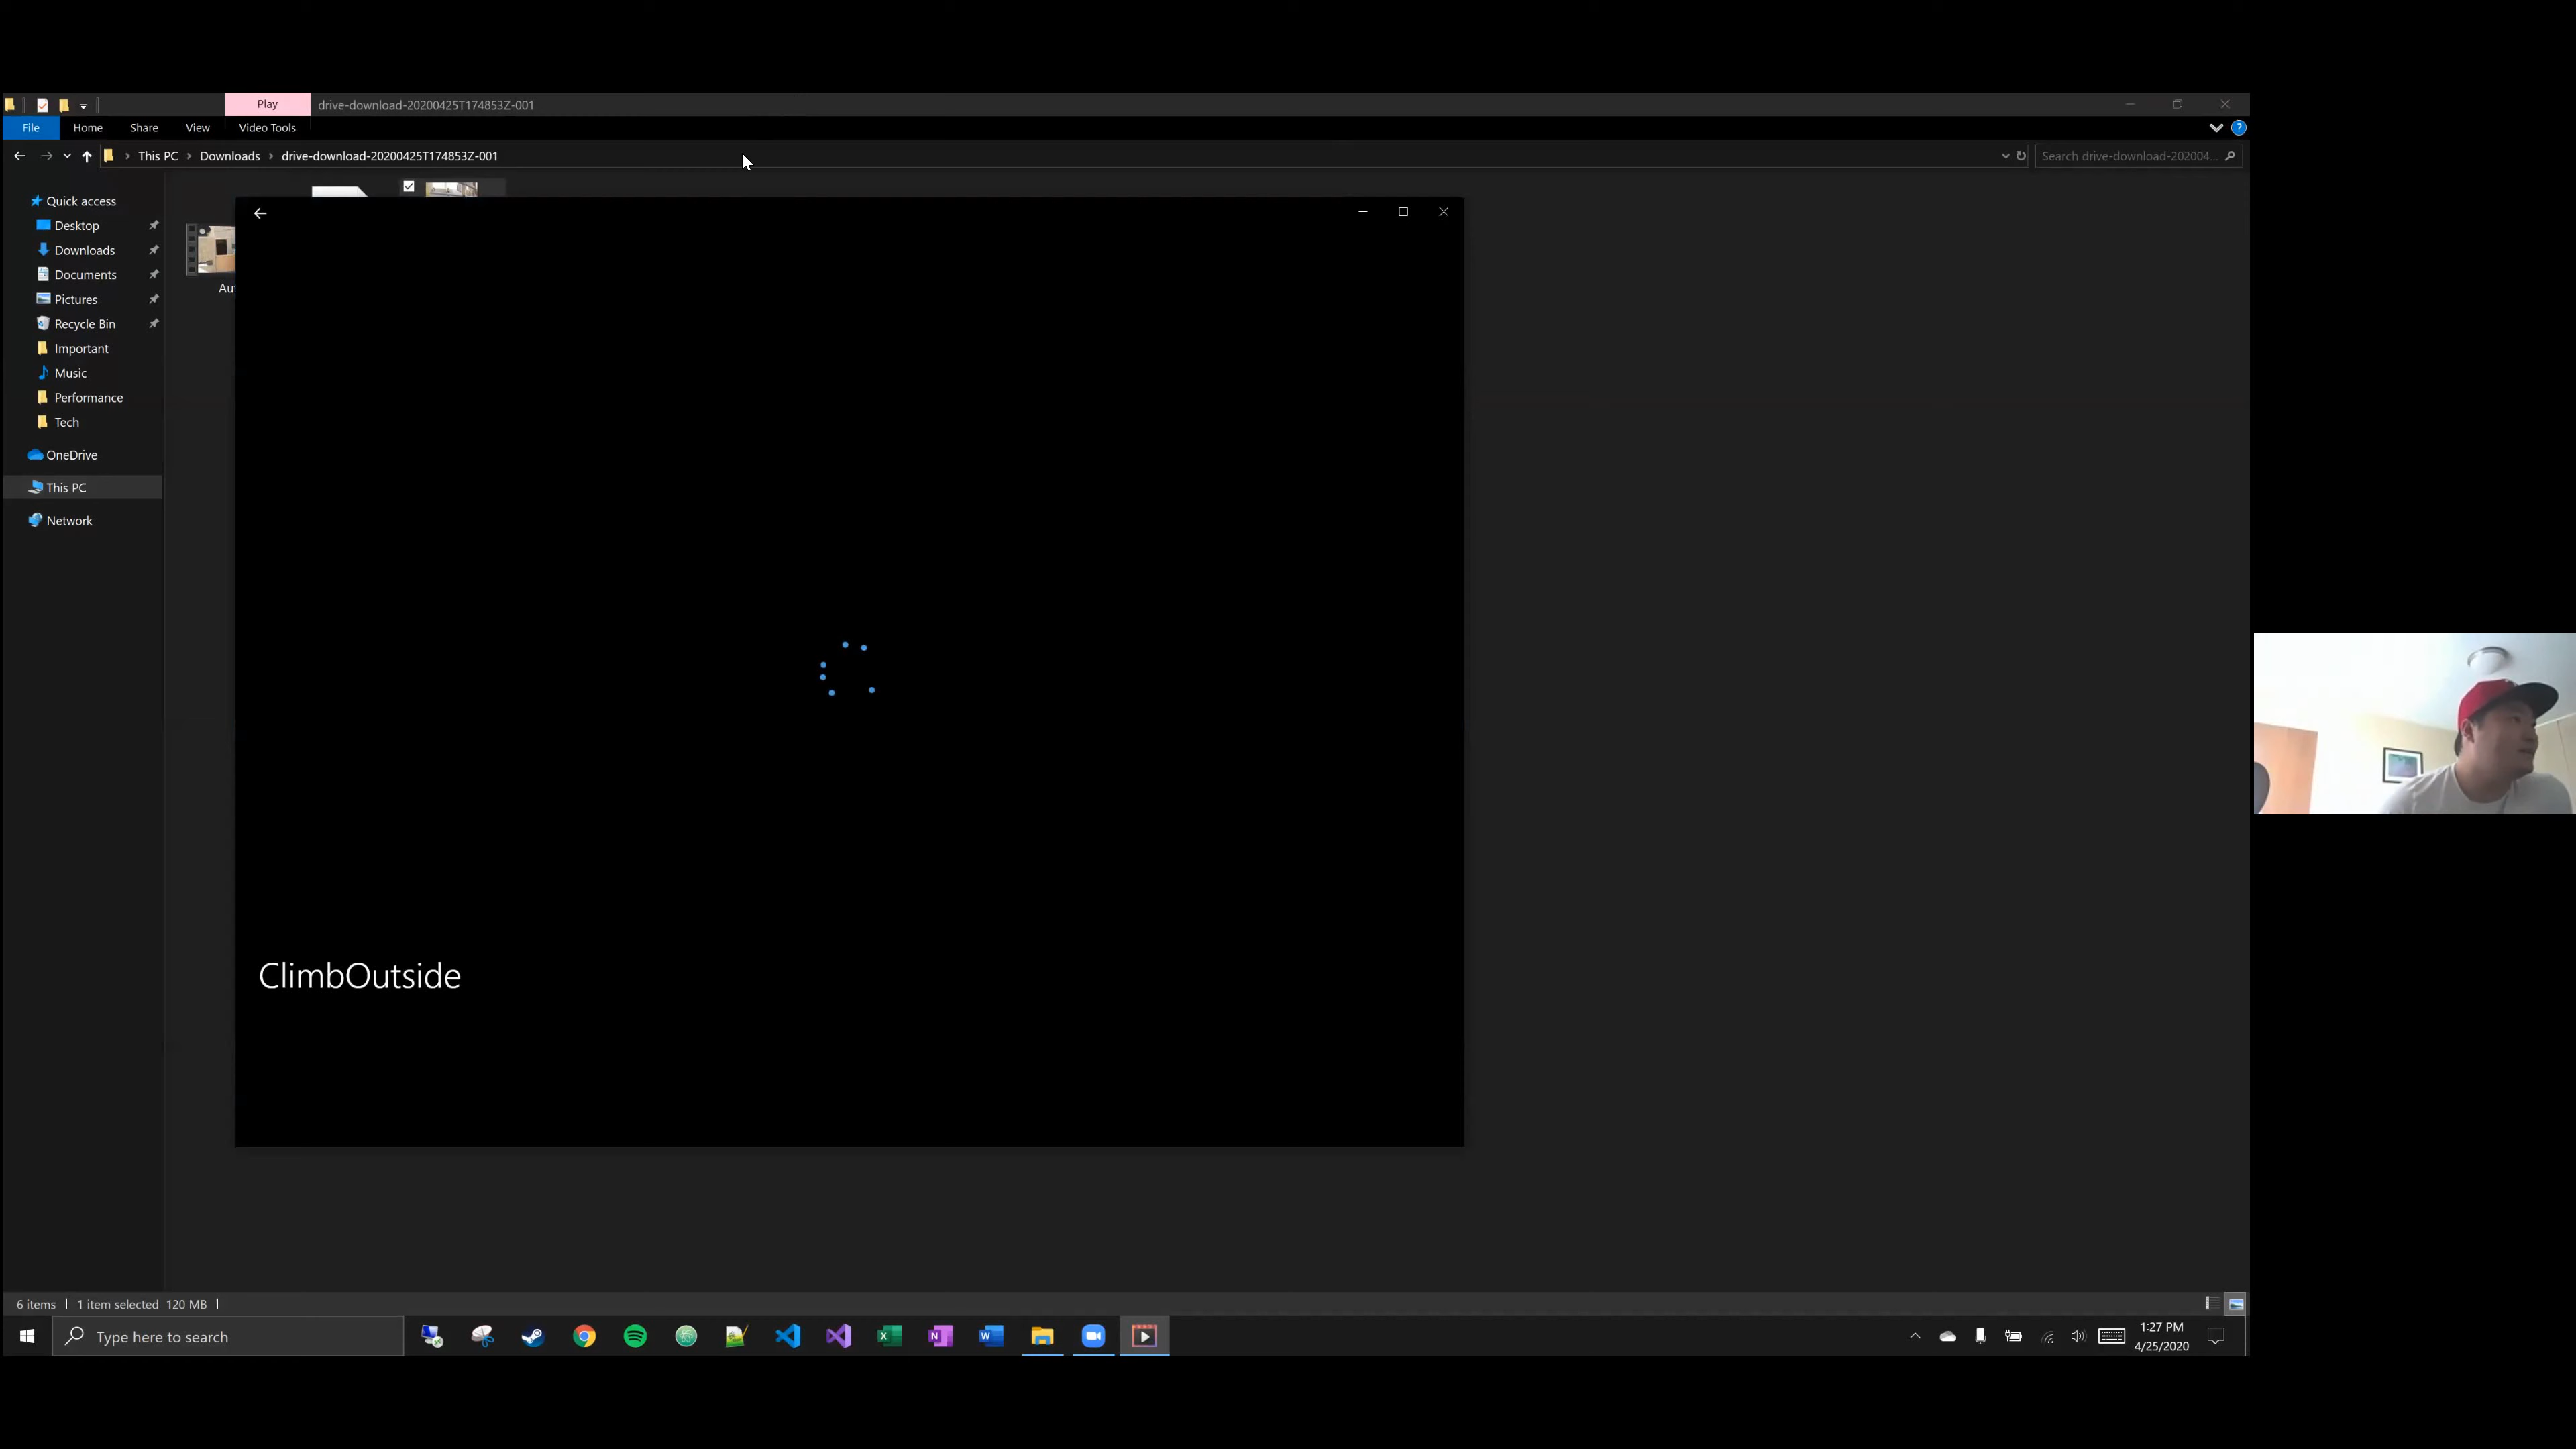 Play
drive-download-20200425T174853Z-001
File
Home
Share
View
Video Tools
This PC
Downloads
drive-download-20200425T174853Z-001
Search drive-download-202004...
Quick access
Desktop
Downloads
Documents
Pictures
Recycle Bin
Important
Music
Performance
Tech
OneDrive
This PC
Network
Au
ClimbOutside
6 items
1 item selected 120 MB
Type here to search
1:27 PM
4/25/2020